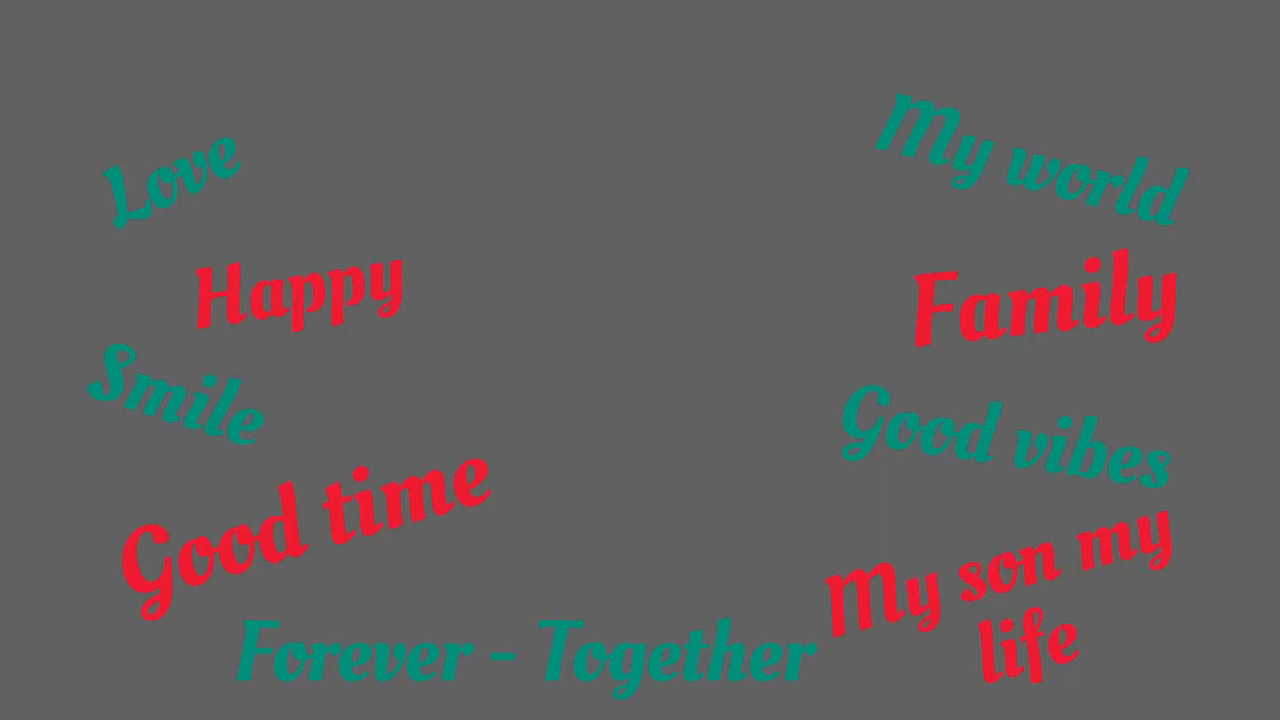 Love
Happy
Smile
Good time
Forever - Together
My world
Family
Good vibes
My son my
life